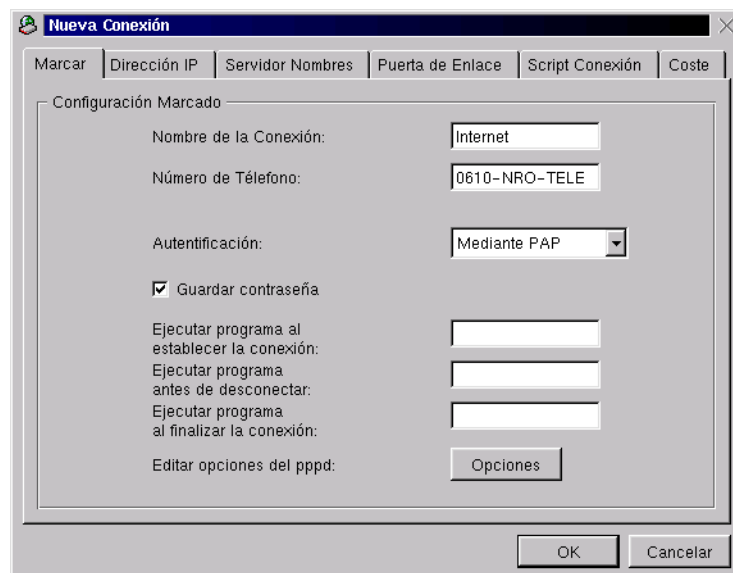 Nueva Conexión
Marcar Dirección IP Servidor Nombres Puerta de Enlace Script Conexión Coste
Configuración Marcado
Nombre de la Conexión: Internet
Número de Télefono: 0610-NRO-TELE
Autentificación: Mediante PAP
Guardar contraseña
Ejecutar programa al
establecer la conexión:
Ejecutar programa
antes de desconectar:
Ejecutar programa
al finalizar la conexión:
Editar opciones del pppd: Opciones
OK Cancelar